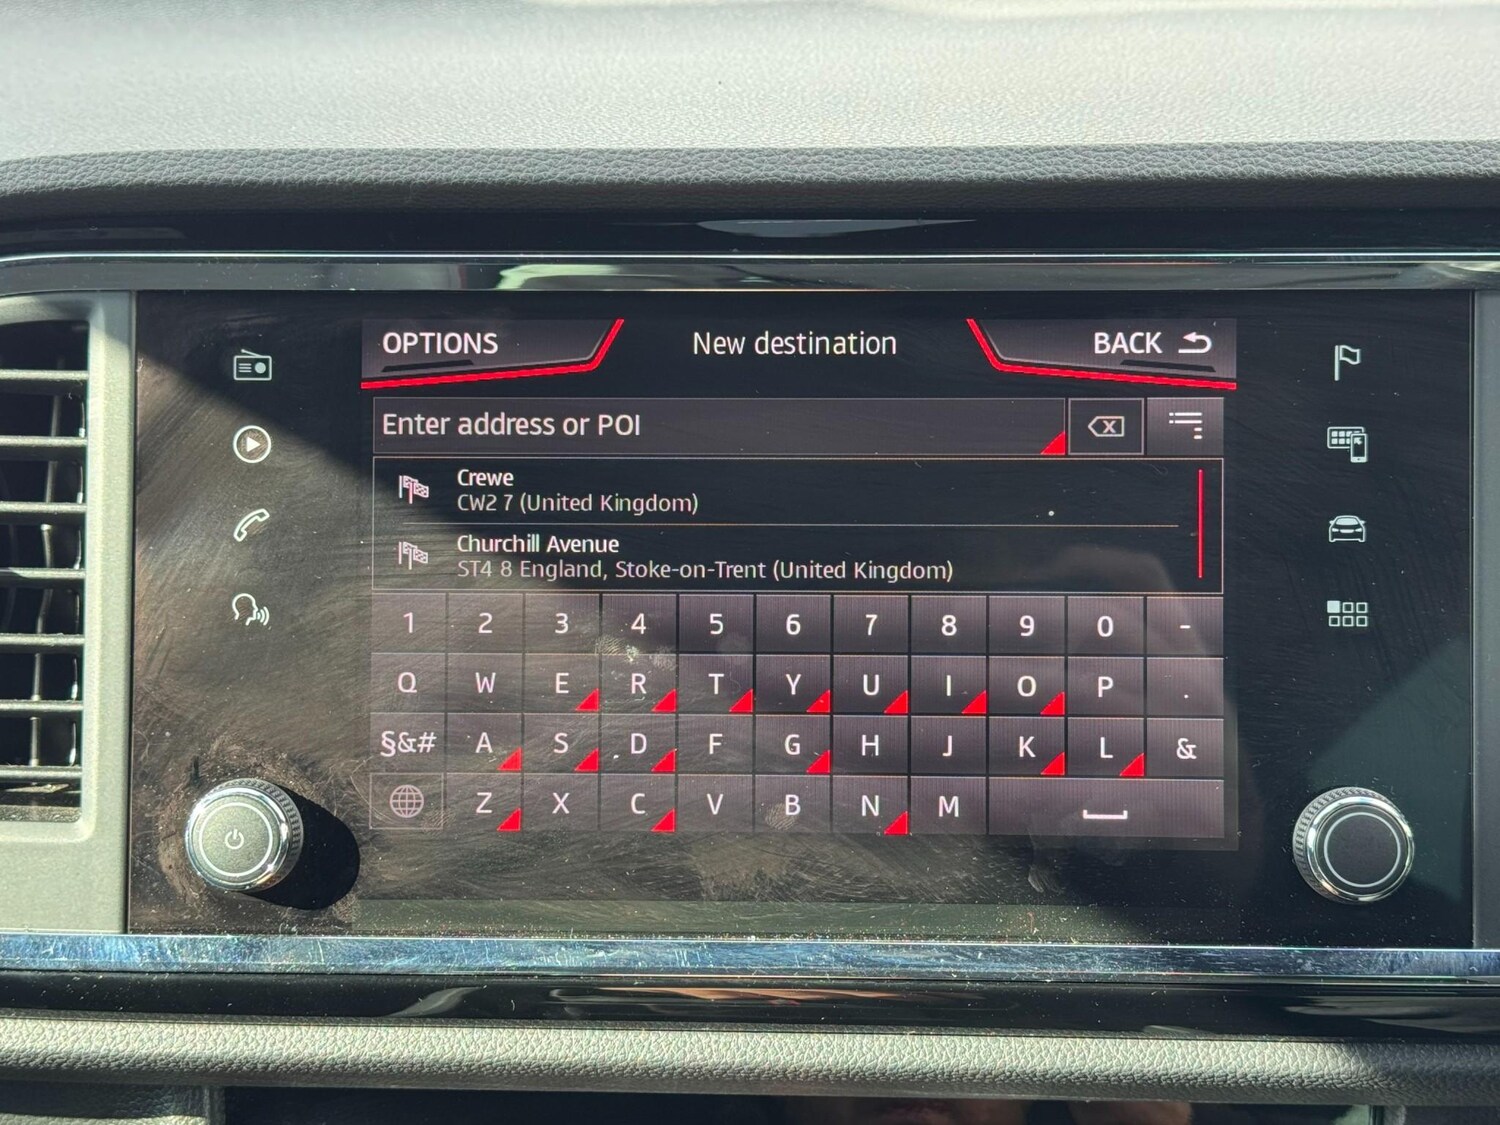 OPTIONS New destination BACK
Enter address or POI
Crewe
CW2 7 (United Kingdom)
Churchill Avenue
ST4 8 England, Stoke-on-Trent (United Kingdom)
1 2 3 4 5 6 7 8 9 0 -
Q W E R T Y U I O P .
§&# A S D F G H J K L &
Z X C V B N M